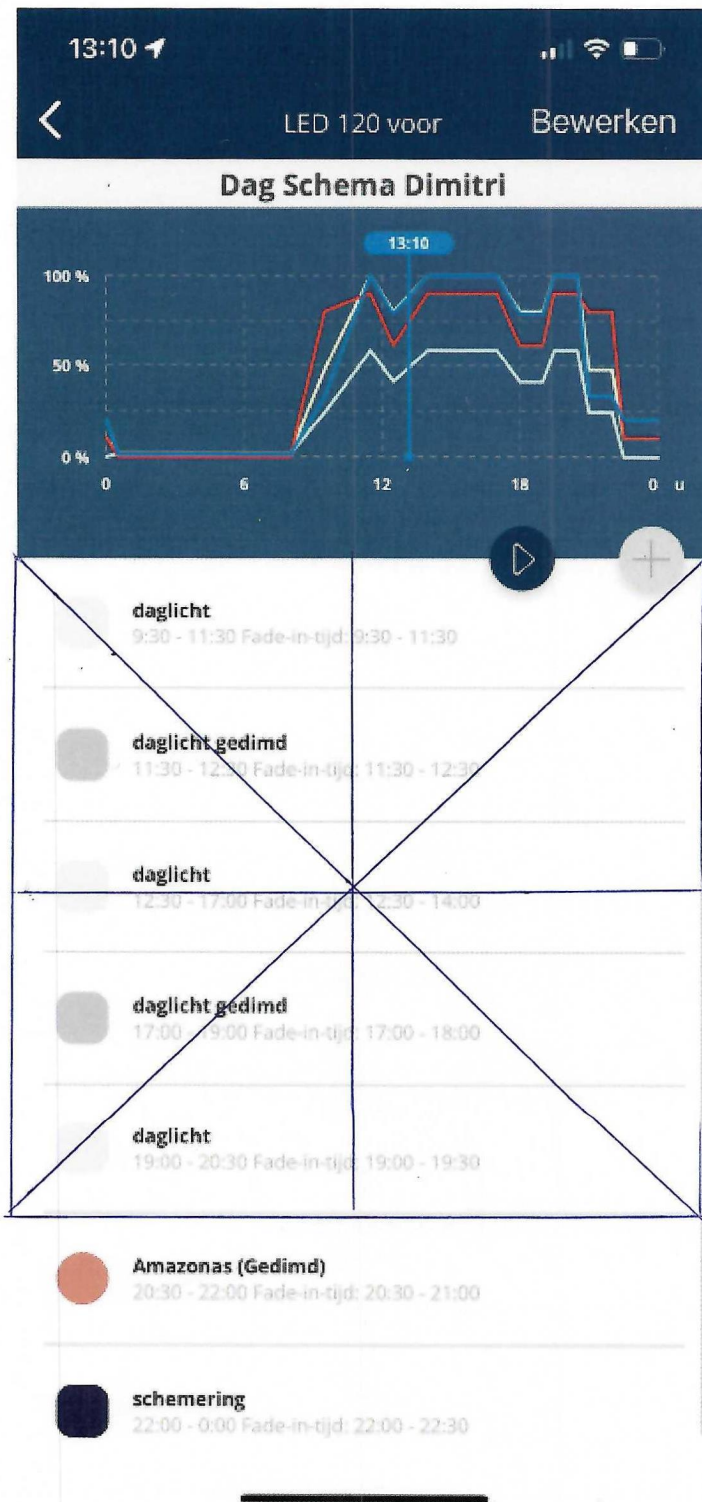 13:10
LED 120 voor
Bewerken
Dag Schema Dimitri
13:10
100 %
50 %
0 %
0 6 12 18 0 u
daglicht
9:30 - 11:30 Fade-in-tijd: 9:30 - 11:30
daglicht gedimd
11:30 - 12:30 Fade-in-tijd: 11:30 - 12:30
daglicht
12:30 - 17:00 Fade-in-tijd: 12:30 - 14:00
daglicht gedimd
17:00 - 19:00 Fade-in-tijd: 17:00 - 18:00
daglicht
19:00 - 20:30 Fade-in-tijd: 19:00 - 19:30
Amazonas (Gedimd)
20:30 - 22:00 Fade-in-tijd: 20:30 - 21:00
schemering
22:00 - 0:00 Fade-in-tijd: 22:00 - 22:30